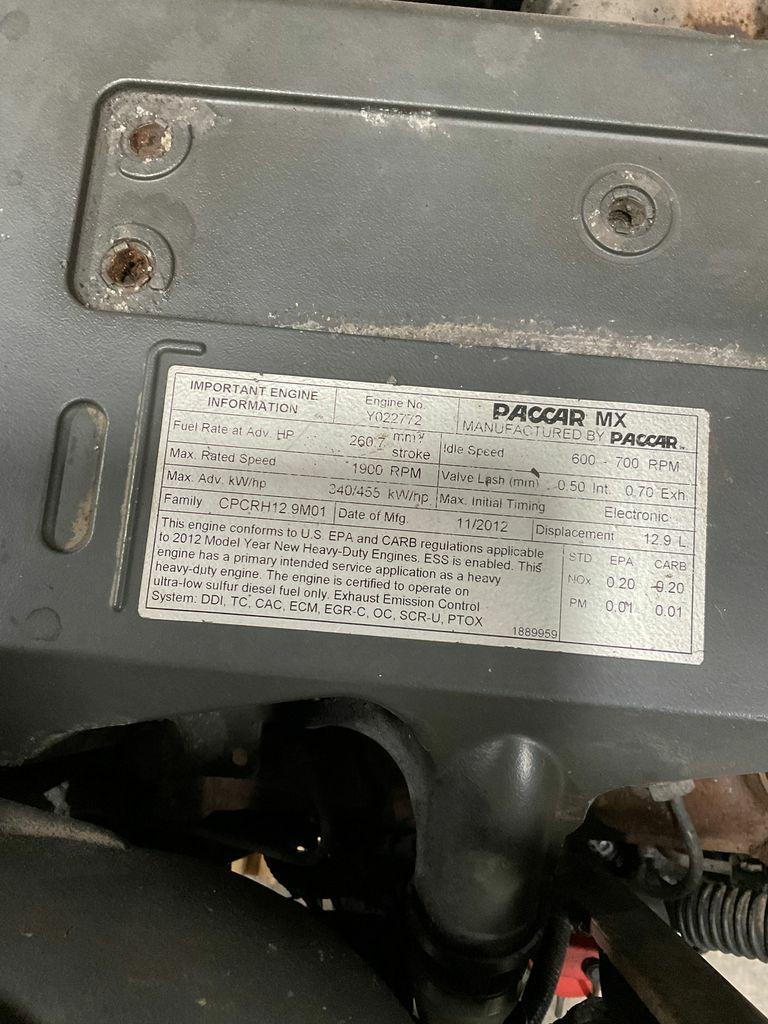 IMPORTANT ENGINE
INFORMATION
Engine No.
Y022772
PACCAR MX
MANUFACTURED BY PACCAR
Fuel Rate at Adv. HP
260.7 mm³
stroke
Idle Speed 600 - 700 RPM
Max. Rated Speed 1900 RPM
Valve Lash (mm) 0.50 Int. 0.70 Exh
Max. Adv. kW/hp 340/455 kW/hp
Max. Initial Timing Electronic
Family CPCRH12.9M01
Date of Mfg. 11/2012
Displacement 12.9 L
This engine conforms to U.S. EPA and CARB regulations applicable
to 2012 Model Year New Heavy-Duty Engines. ESS is enabled. This
engine has a primary intended service application as a heavy
heavy-duty engine. The engine is certified to operate on
ultra-low sulfur diesel fuel only. Exhaust Emission Control
System: DDI, TC, CAC, ECM, EGR-C, OC, SCR-U, PTOX
STD EPA CARB
NOx 0.20 0.20
PM 0.01 0.01
1889959